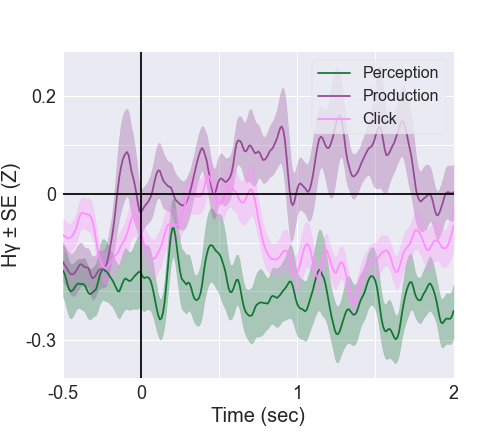 Perception
Production
Click
0.2
0
-0.3
Hγ ± SE (Z)
-0.5
0
1
2
Time (sec)